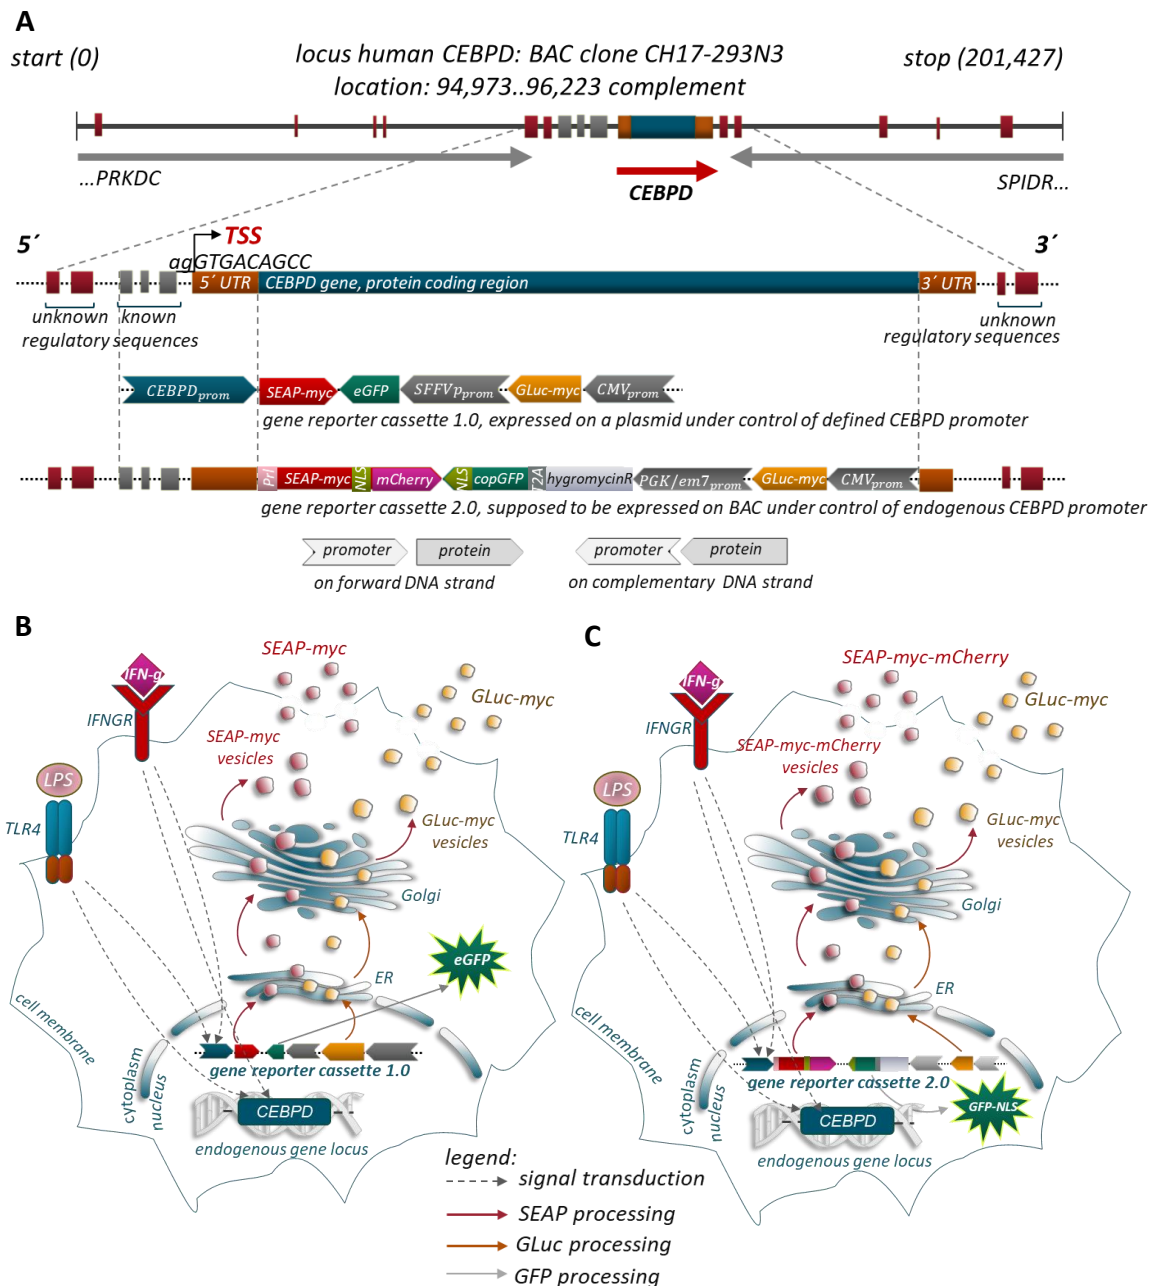 A
start (0)
locus human CEBPD: BAC clone CH17-293N3
stop (201,427)
location: 94,973..96,223 complement
...PRKDC
CEBPD
SPIDR...
5´
TSS
3´
agGTGACAGCC
5´ UTR
CEBPD gene, protein coding region
3´ UTR
unknown
known
regulatory sequences
unknown
regulatory sequences
CEBPDprom
SEAP-myc
eGFP
SFFVpprom
GLuc-myc
CMVprom
gene reporter cassette 1.0, expressed on a plasmid under control of defined CEBPD promoter
Prl
SEAP-myc
NLS
mCherry
NLS
copGFP
T2A
hygromycinR
PGK/em7prom
GLuc-myc
CMVprom
gene reporter cassette 2.0, supposed to be expressed on BAC under control of endogenous CEBPD promoter
promoter
protein
promoter
protein
on forward DNA strand
on complementary DNA strand
B
SEAP-myc
IFN-g
GLuc-myc
IFNGR
SEAP-myc
vesicles
LPS
TLR4
GLuc-myc
vesicles
Golgi
eGFP
ER
cell membrane
cytoplasm
nucleus
gene reporter cassette 1.0
CEBPD
endogenous gene locus
C
SEAP-myc-mCherry
IFN-g
GLuc-myc
IFNGR
SEAP-myc-mCherry
vesicles
LPS
TLR4
GLuc-myc
vesicles
Golgi
ER
cell membrane
cytoplasm
nucleus
gene reporter cassette 2.0
GFP-NLS
CEBPD
endogenous gene locus
legend:
signal transduction
SEAP processing
GLuc processing
GFP processing